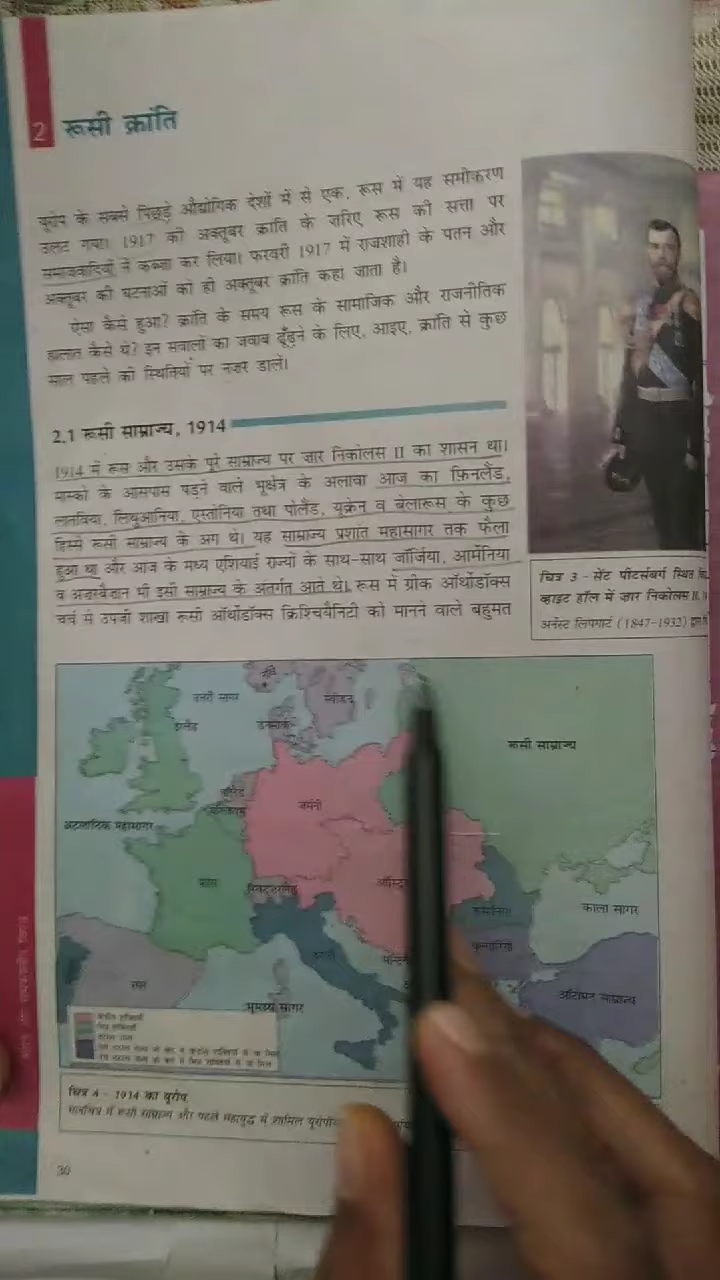 2 रूसी क्रांति
यूरोप के सबसे पिछड़े औद्योगिक देशों में से एक, रूस में यह समीकरण
उलट गया। 1917 की अक्तूबर क्रांति के ज़रिए रूस की सत्ता पर
समाजवादियों ने कब्ज़ा कर लिया। फरवरी 1917 में राजशाही के पतन और
अक्तूबर की घटनाओं को ही अक्तूबर क्रांति कहा जाता है।
ऐसा कैसे हुआ? क्रांति के समय रूस के सामाजिक और राजनीतिक
हालात कैसे थे? इन सवालों का जवाब ढूँढ़ने के लिए, आइए, क्रांति से कुछ
साल पहले की स्थितियों पर नज़र डालें।
2.1 रूसी साम्राज्य, 1914
1914 में रूस और उसके पूरे साम्राज्य पर ज़ार निकोलस II का शासन था।
मास्को के आसपास पड़ने वाले भूक्षेत्र के अलावा आज का फ़िनलैंड,
लातविया, लिथुआनिया, एस्तोनिया तथा पोलैंड, यूक्रेन व बेलारूस के कुछ
हिस्से रूसी साम्राज्य के अंग थे। यह साम्राज्य प्रशांत महासागर तक फैला
हुआ था और आज के मध्य एशियाई राज्यों के साथ-साथ जॉर्जिया, आर्मेनिया
व अज़रबैजान भी इसी साम्राज्य के अंतर्गत आते थे। रूस में ग्रीक ऑर्थोडॉक्स
चर्च से उपजी शाखा रूसी ऑर्थोडॉक्स क्रिश्चियैनिटी को मानने वाले बहुमत
चित्र 3 - सेंट पीटर्सबर्ग स्थित
व्हाइट हॉल में ज़ार निकोलस II,
अर्नेस्ट लिपगार्ट (1847-1932)
नॉर्वे
उत्तरी सागर
स्वीडन
इंग्लैंड
डेनमार्क
रूसी साम्राज्य
जर्मनी
अटलांटिक महासागर
फ्रांस
स्विट्ज़रलैंड
रूमानिया
काला सागर
बुल्गारिया
इटली
स्पेन
ऑटोमन साम्राज्य
भूमध्य सागर
चित्र 4 - 1914 का यूरोप
मानचित्र में रूसी साम्राज्य और पहले महायुद्ध में शामिल
30